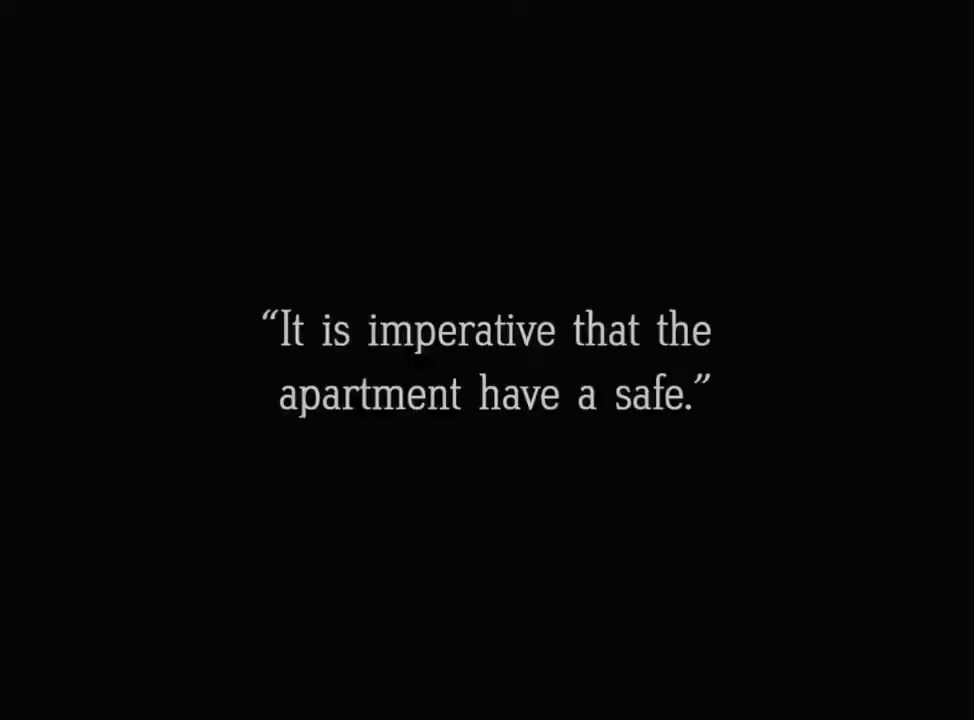 “It is imperative that the
apartment have a safe.”